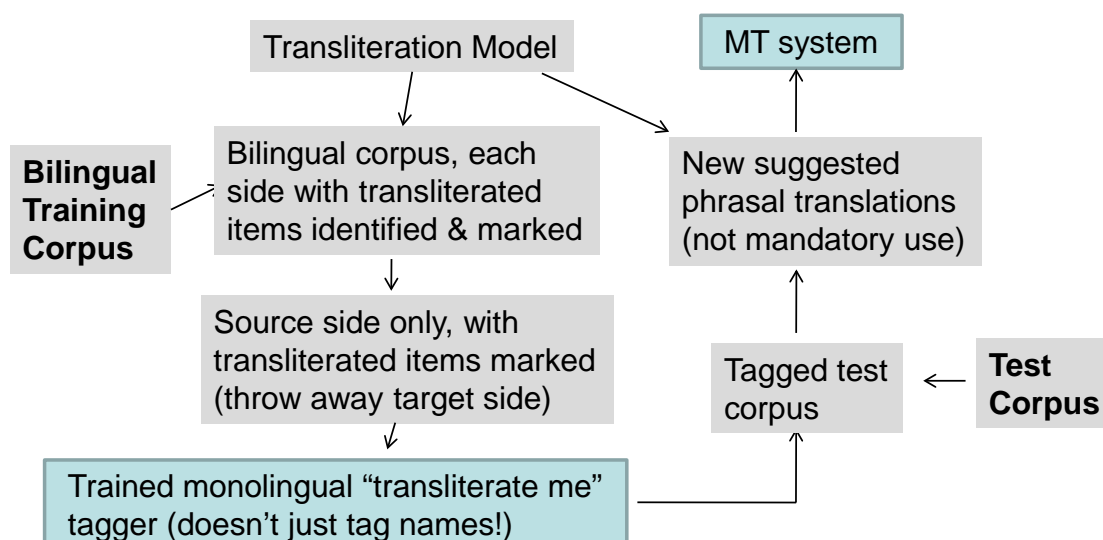 Transliteration Model
MT system
Bilingual
Training
Corpus
Bilingual corpus, each
side with transliterated
items identified & marked
New suggested
phrasal translations
(not mandatory use)
Source side only, with
transliterated items marked
(throw away target side)
Tagged test
corpus
Test
Corpus
Trained monolingual “transliterate me”
tagger (doesn’t just tag names!)